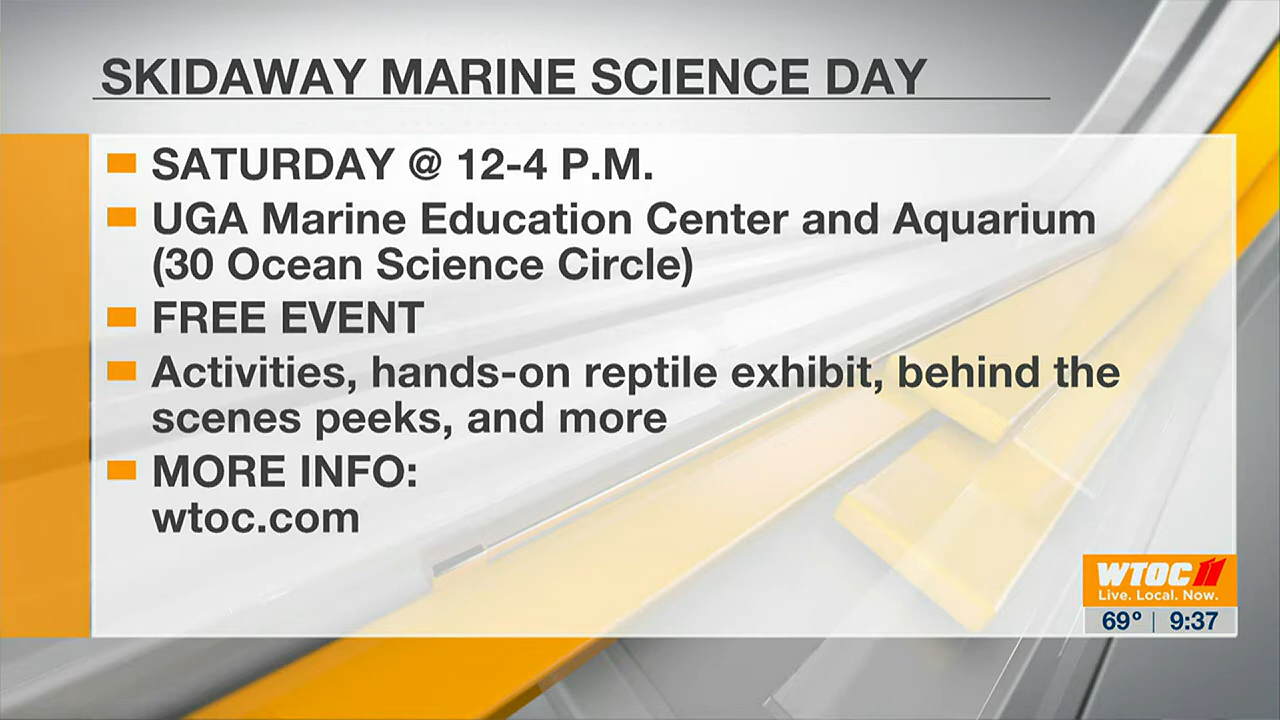 SKIDAWAY MARINE SCIENCE DAY
SATURDAY @ 12-4 P.M.
UGA Marine Education Center and Aquarium
(30 Ocean Science Circle)
FREE EVENT
Activities, hands-on reptile exhibit, behind the
scenes peeks, and more
MORE INFO:
wtoc.com
WTOC 11
Live. Local. Now.
69° | 9:37